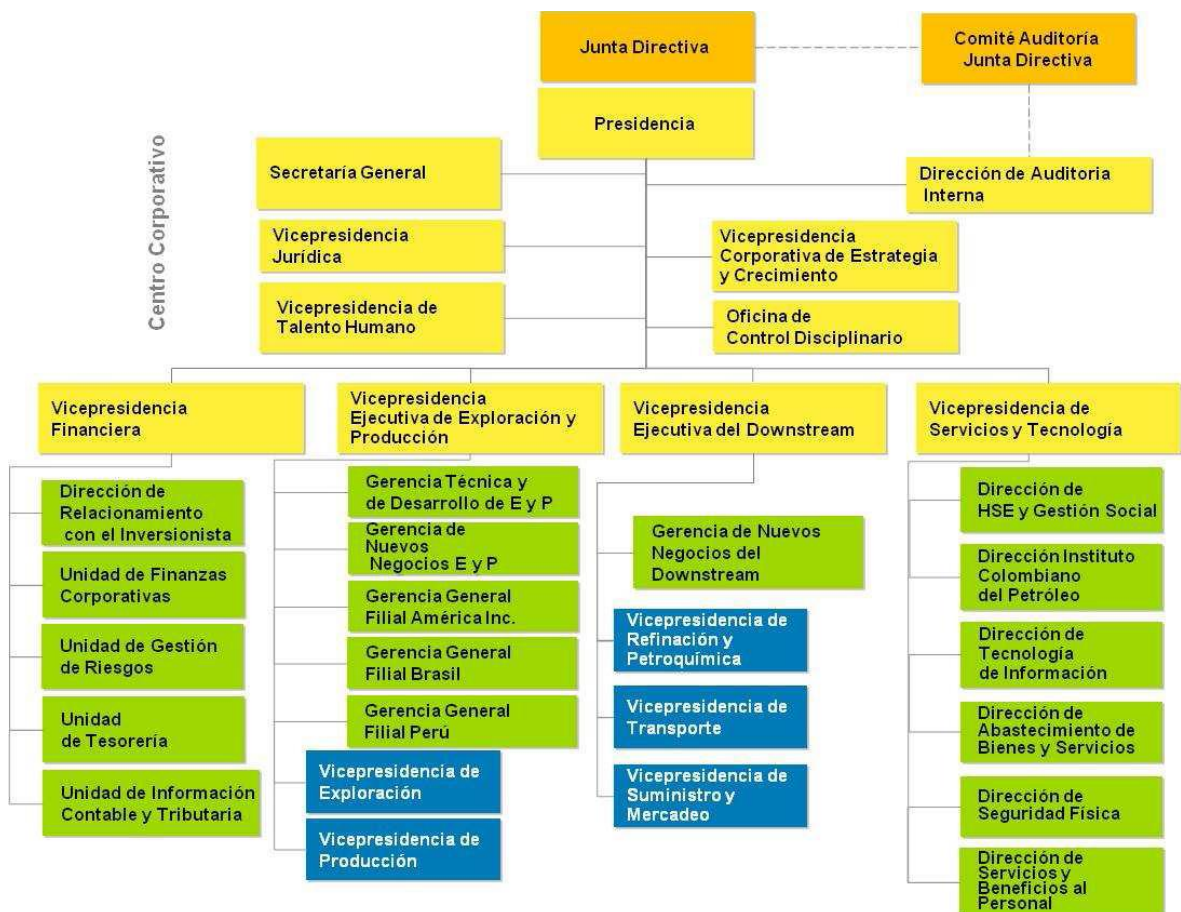 Junta Directiva
Comité Auditoría
Junta Directiva
Presidencia
Centro Corporativo
Secretaría General
Dirección de Auditoria
Interna
Vicepresidencia
Jurídica
Vicepresidencia
Corporativa de Estrategia
y Crecimiento
Vicepresidencia de
Talento Humano
Oficina de
Control Disciplinario
Vicepresidencia
Financiera
Vicepresidencia
Ejecutiva de Exploración y
Producción
Vicepresidencia
Ejecutiva del Downstream
Vicepresidencia de
Servicios y Tecnología
Dirección de
Relacionamiento
con el Inversionista
Unidad de Finanzas
Corporativas
Unidad de Gestión
de Riesgos
Unidad
de Tesorería
Unidad de Información
Contable y Tributaria
Gerencia Técnica y
de Desarrollo de E y P
Gerencia de
Nuevos
Negocios E y P
Gerencia General
Filial América Inc.
Gerencia General
Filial Brasil
Gerencia General
Filial Perú
Vicepresidencia de
Exploración
Vicepresidencia de
Producción
Gerencia de Nuevos
Negocios del
Downstream
Vicepresidencia de
Refinación y
Petroquímica
Vicepresidencia de
Transporte
Vicepresidencia de
Suministro y
Mercadeo
Dirección de
HSE y Gestión Social
Dirección Instituto
Colombiano
del Petróleo
Dirección de
Tecnología
de Información
Dirección de
Abastecimiento de
Bienes y Servicios
Dirección de
Seguridad Física
Dirección de
Servicios y
Beneficios al
Personal